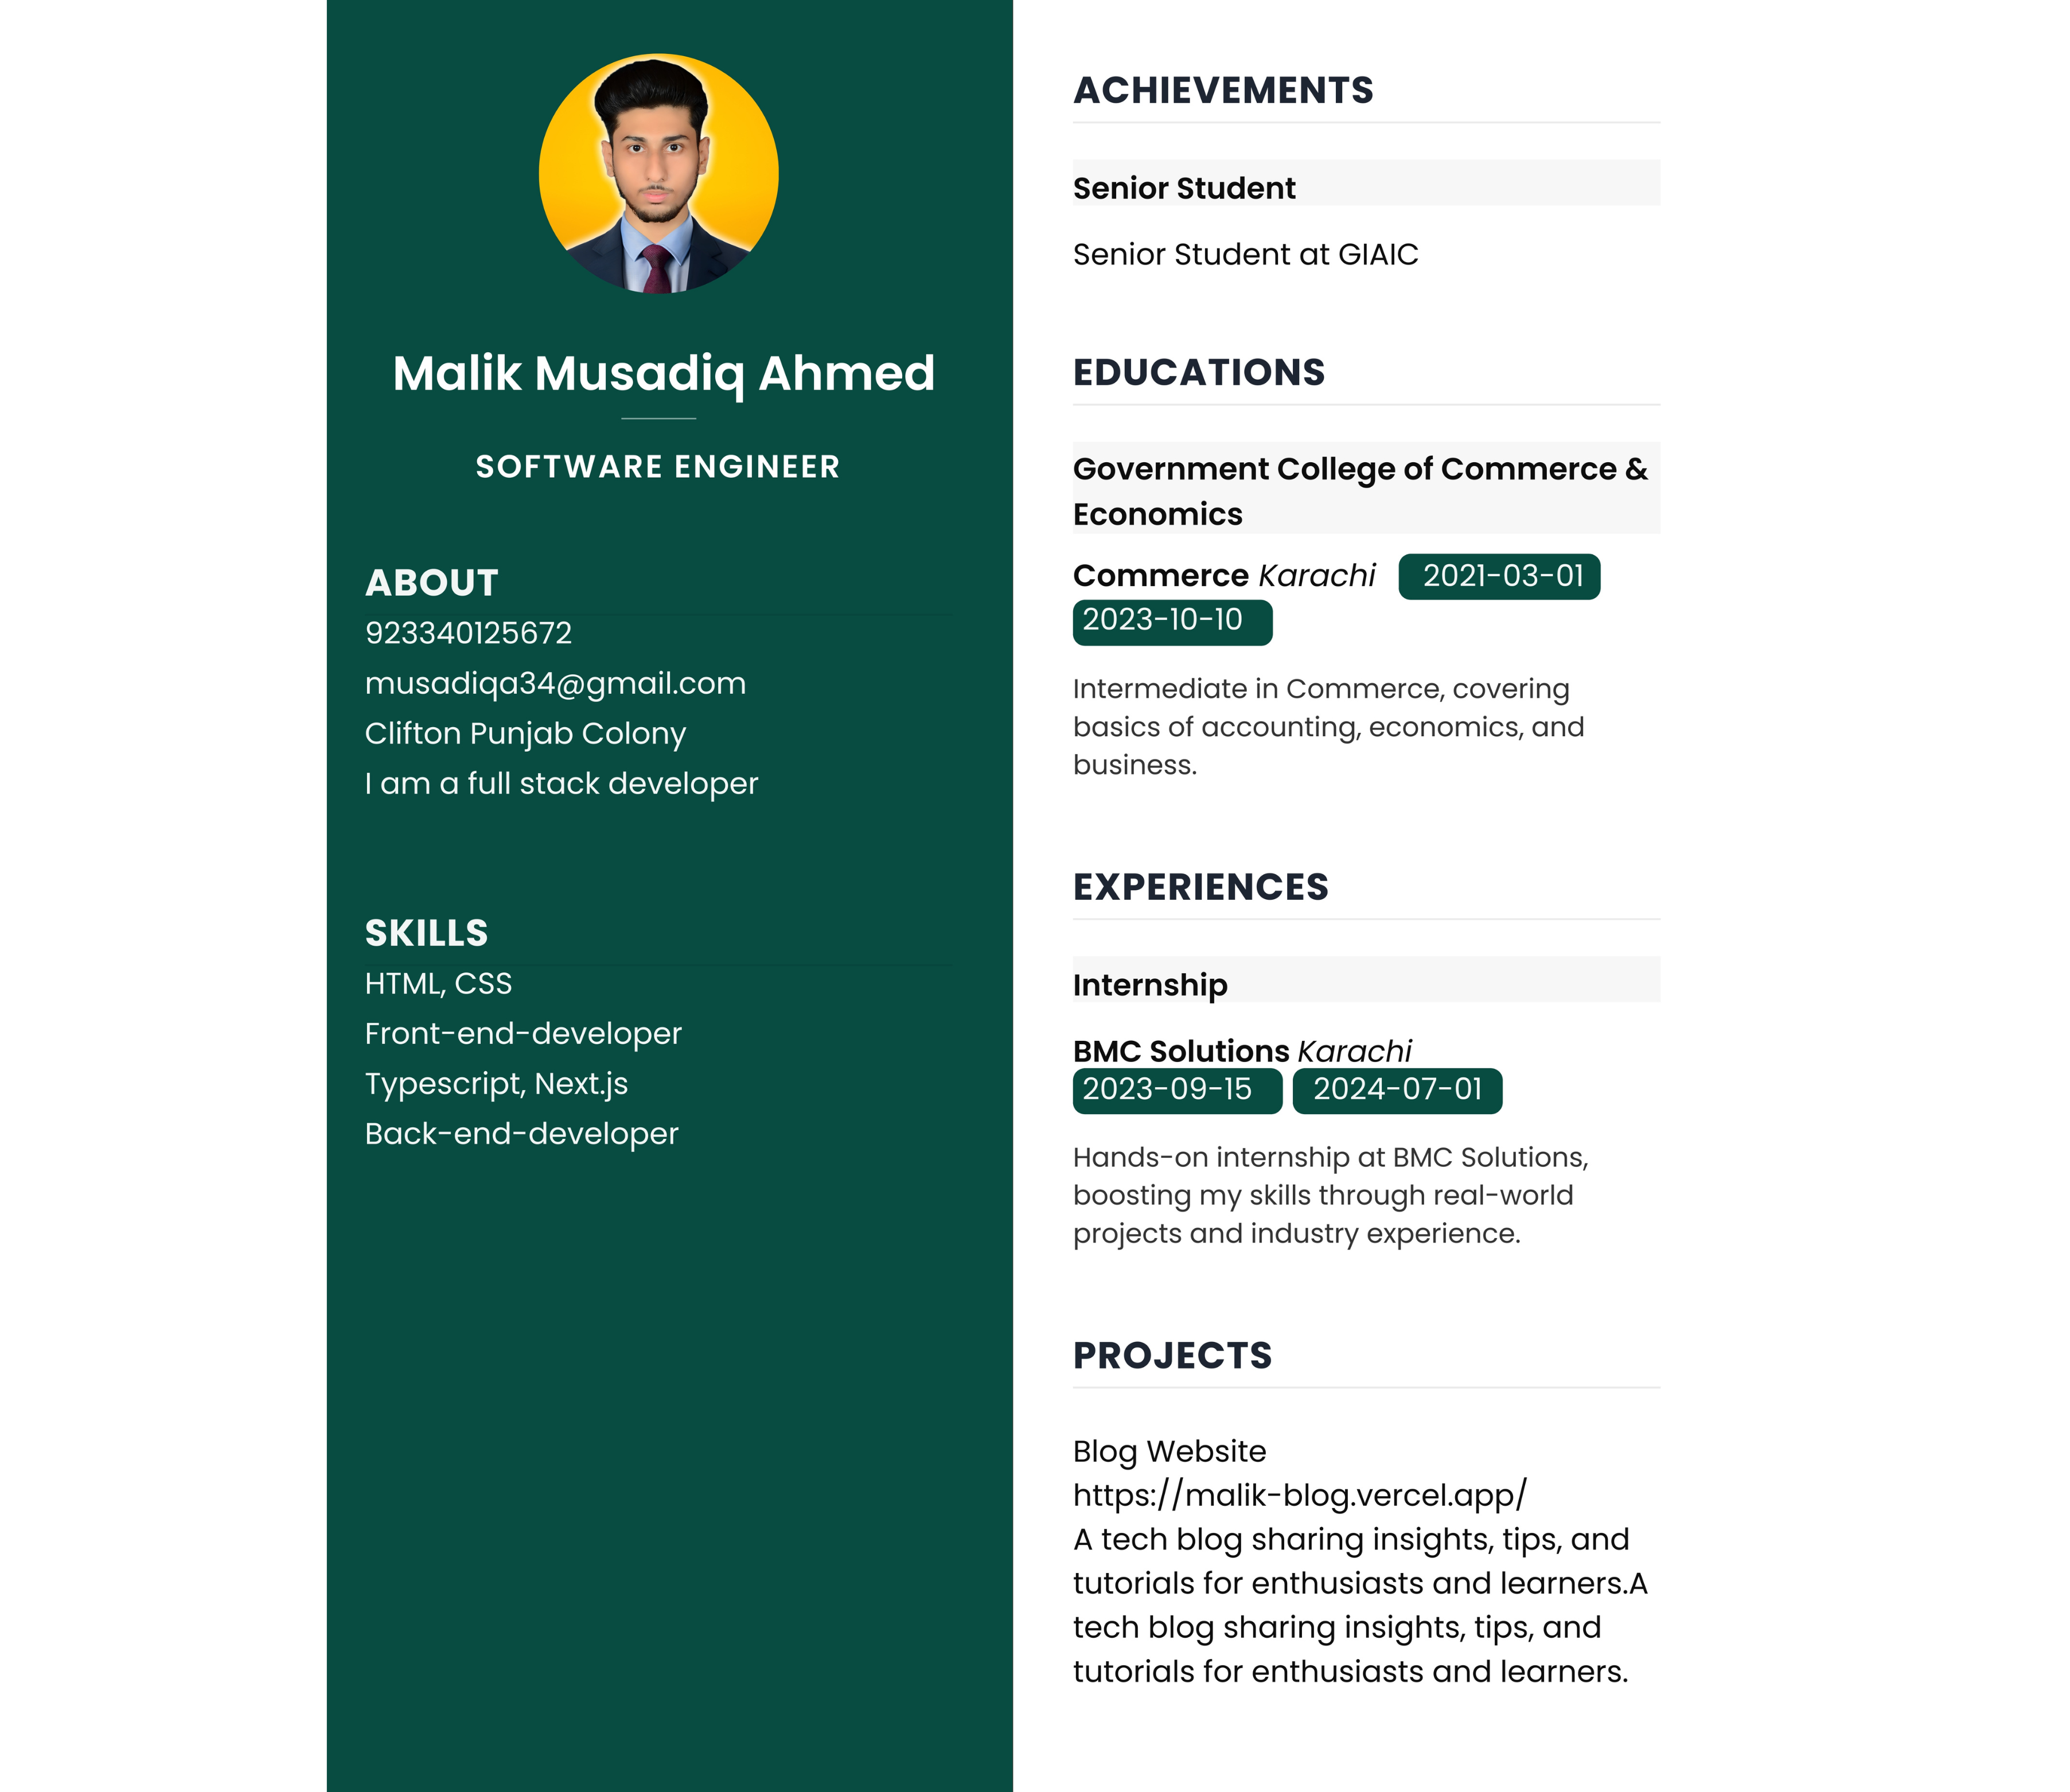 Malik Musadiq Ahmed
SOFTWARE ENGINEER
ABOUT
923340125672
musadiqa34@gmail.com
Clifton Punjab Colony
I am a full stack developer
SKILLS
HTML, CSS
Front-end-developer
Typescript, Next.js
Back-end-developer
ACHIEVEMENTS
Senior Student
Senior Student at GIAIC
EDUCATIONS
Government College of Commerce &
Economics
Commerce Karachi 2021-03-01
2023-10-10
Intermediate in Commerce, covering
basics of accounting, economics, and
business.
EXPERIENCES
Internship
BMC Solutions Karachi
2023-09-15 2024-07-01
Hands-on internship at BMC Solutions,
boosting my skills through real-world
projects and industry experience.
PROJECTS
Blog Website
https://malik-blog.vercel.app/
A tech blog sharing insights, tips, and
tutorials for enthusiasts and learners.A
tech blog sharing insights, tips, and
tutorials for enthusiasts and learners.